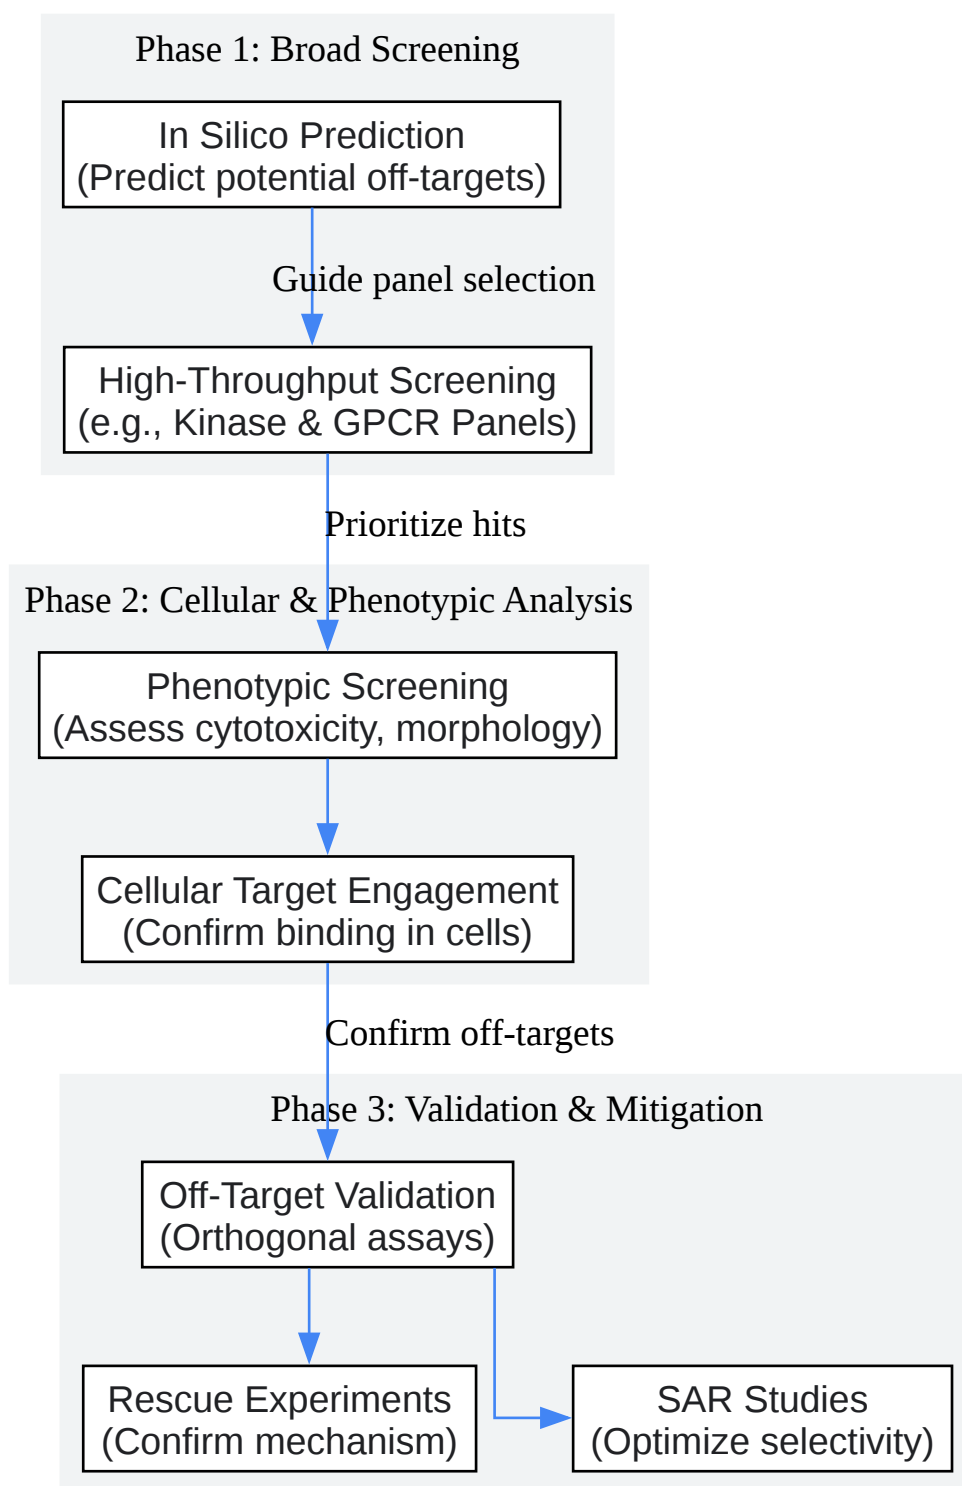 Phase 1: Broad Screening
In Silico Prediction
(Predict potential off-targets)
Guide panel selection
High-Throughput Screening
(e.g., Kinase & GPCR Panels)
Prioritize hits
Phase 2: Cellular & Phenotypic Analysis
Phenotypic Screening
(Assess cytotoxicity, morphology)
Cellular Target Engagement
(Confirm binding in cells)
Confirm off-targets
Phase 3: Validation & Mitigation
Off-Target Validation
(Orthogonal assays)
Rescue Experiments
(Confirm mechanism)
SAR Studies
(Optimize selectivity)